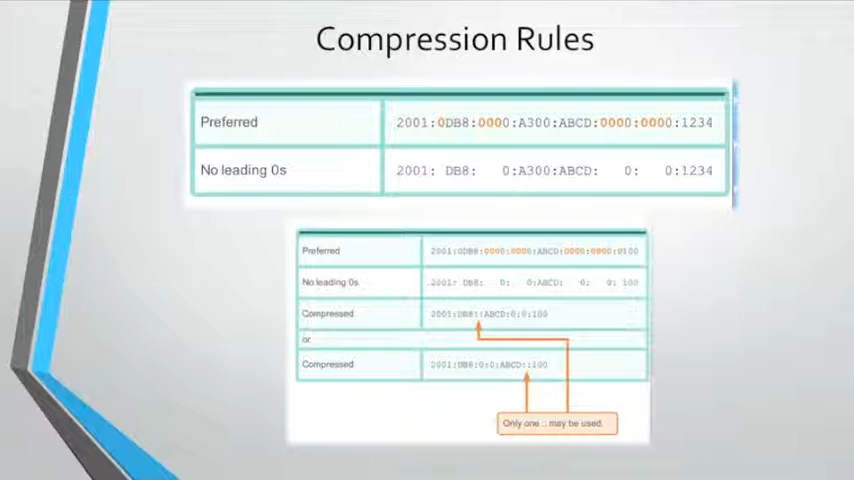 Compression Rules
Preferred 2001:0DB8:0000:A300:ABCD:0000:0000:1234
No leading 0s 2001: DB8: 0:A300:ABCD: 0: 0:1234
Preferred 2001:0DB8:0000:0000:ABCD:0000:0000:0100
No leading 0s 2001: DB8: 0: 0:ABCD: 0: 0: 100
Compressed 2001:DB8::ABCD:0:0:100
or
Compressed 2001:DB8:0:0:ABCD::100
Only one :: may be used.